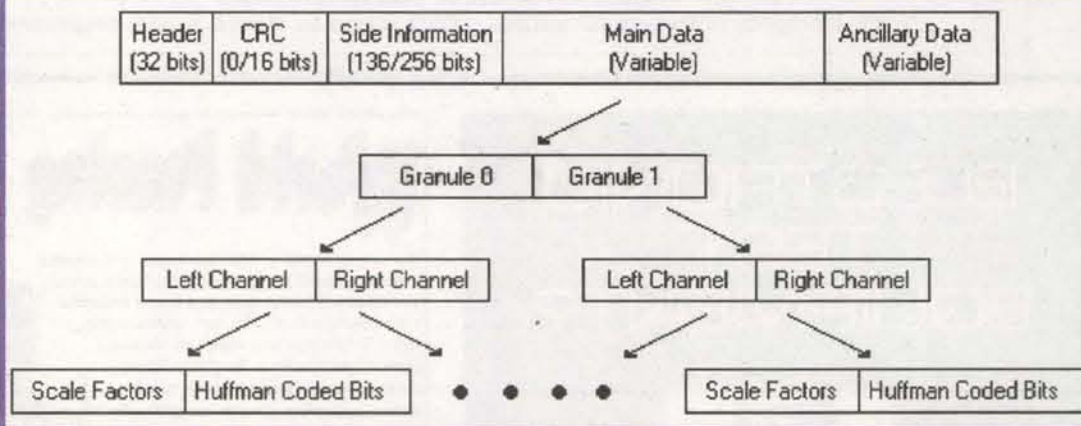 Header CRC Side Information Main Data Ancillary Data
(32 bits) (0/16 bits) (136/256 bits) (Variable) (Variable)
Granule 0 Granule 1
Left Channel Right Channel Left Channel Right Channel
Scale Factors Huffman Coded Bits Scale Factors Huffman Coded Bits